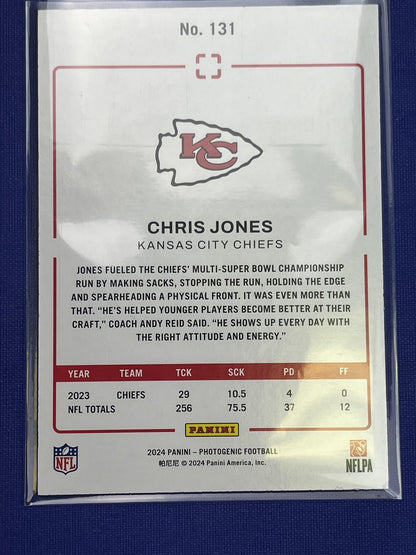 No. 131
KC
CHRIS JONES
KANSAS CITY CHIEFS
JONES FUELED THE CHIEFS' MULTI-SUPER BOWL CHAMPIONSHIP
RUN BY MAKING SACKS, STOPPING THE RUN, HOLDING THE EDGE
AND SPEARHEADING A PHYSICAL FRONT. IT WAS EVEN MORE THAN
THAT. "HE'S HELPED YOUNGER PLAYERS BECOME BETTER AT THEIR
CRAFT," COACH ANDY REID SAID. "HE SHOWS UP EVERY DAY WITH
THE RIGHT ATTITUDE AND ENERGY."
YEAR TEAM TCK SCK PD FF
2023 CHIEFS 29 10.5 4 0
NFL TOTALS 256 75.5 37 12
PANINI
NFL
2024 PANINI – PHOTOGENIC FOOTBALL
帕尼尼 © 2024 Panini America, Inc.
NFLPA